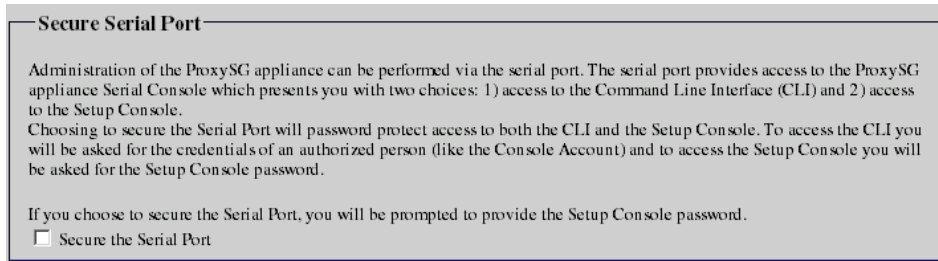 Secure Serial Port
Administration of the ProxySG appliance can be performed via the serial port. The serial port provides access to the ProxySG
appliance Serial Console which presents you with two choices: 1) access to the Command Line Interface (CLI) and 2) access
to the Setup Console.
Choosing to secure the Serial Port will password protect access to both the CLI and the Setup Console. To access the CLI you
will be asked for the credentials of an authorized person (like the Console Account) and to access the Setup Console you will
be asked for the Setup Console password.
If you choose to secure the Serial Port, you will be prompted to provide the Setup Console password.
Secure the Serial Port